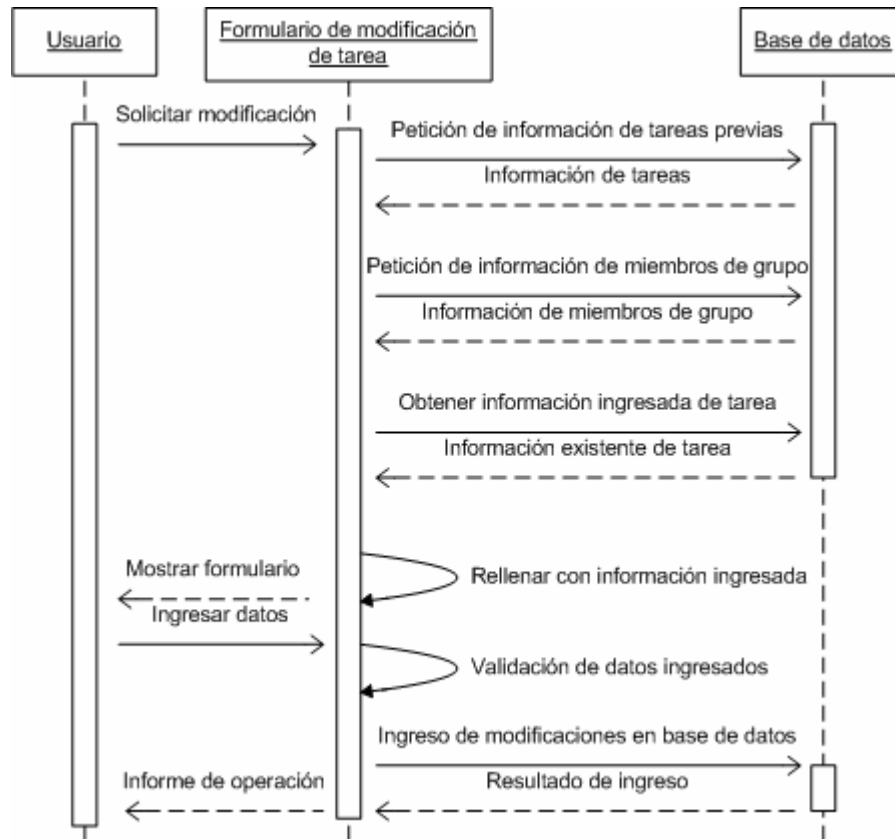 Usuario
Formulario de modificación
de tarea
Base de datos
Solicitar modificación
Petición de información de tareas previas
Información de tareas
Petición de información de miembros de grupo
Información de miembros de grupo
Obtener información ingresada de tarea
Información existente de tarea
Mostrar formulario
Rellenar con información ingresada
Ingresar datos
Validación de datos ingresados
Ingreso de modificaciones en base de datos
Informe de operación
Resultado de ingreso